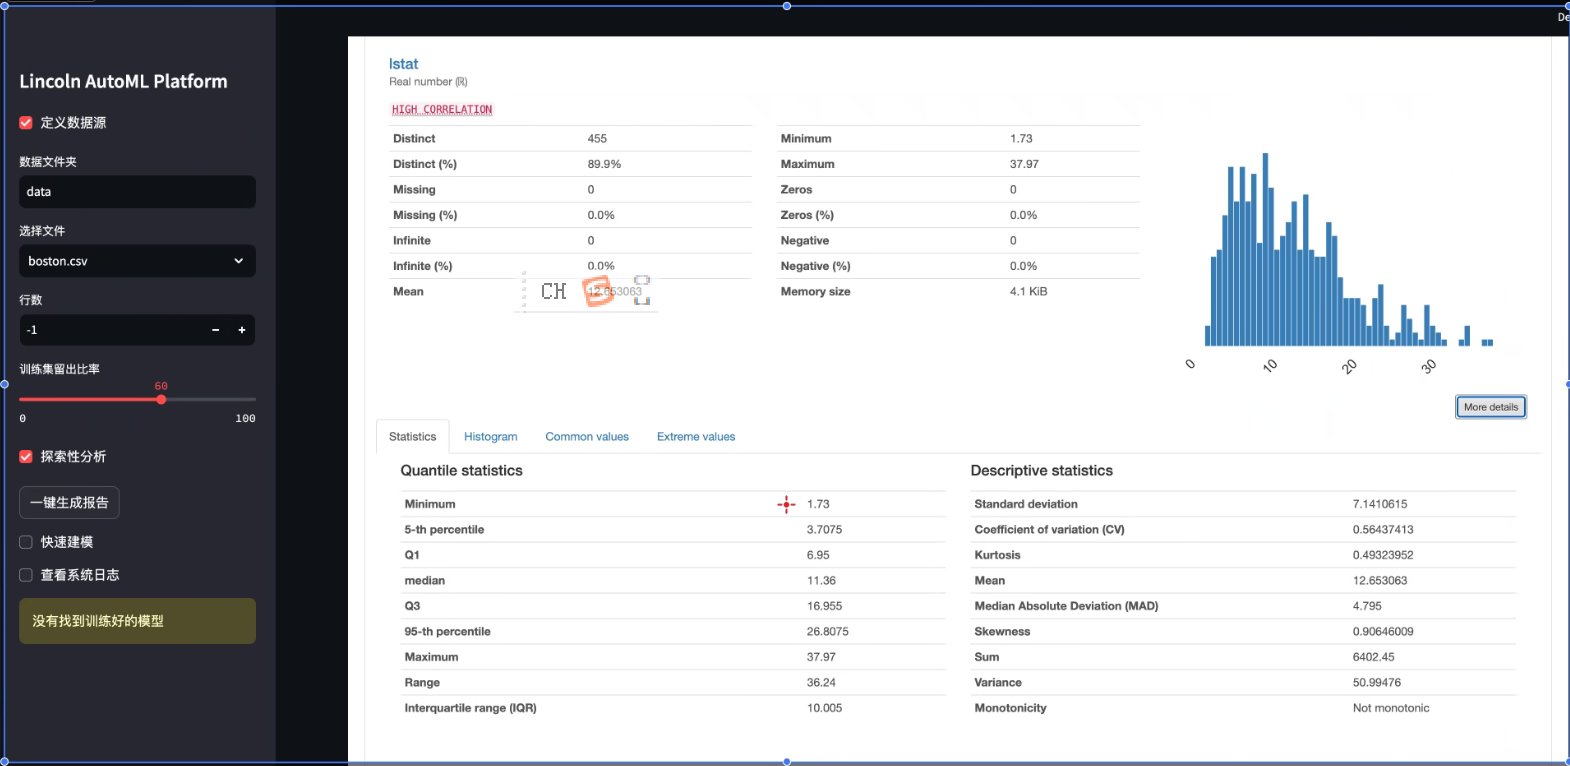 De
Lincoln AutoML Platform
定义数据源
数据文件夹
data
选择文件
boston.csv
行数
-1
− +
训练集留出比率
60
0 100
探索性分析
一键生成报告
快速建模
查看系统日志
没有找到训练好的模型
lstat
Real number (ℝ)
HIGH CORRELATION
Distinct 455
Distinct (%) 89.9%
Missing 0
Missing (%) 0.0%
Infinite 0
Infinite (%) 0.0%
Mean 12.653063
CH
Minimum 1.73
Maximum 37.97
Zeros 0
Zeros (%) 0.0%
Negative 0
Negative (%) 0.0%
Memory size 4.1 KiB
0 10 20 30
More details
Statistics Histogram Common values Extreme values
Quantile statistics
Minimum 1.73
5-th percentile 3.7075
Q1 6.95
median 11.36
Q3 16.955
95-th percentile 26.8075
Maximum 37.97
Range 36.24
Interquartile range (IQR) 10.005
Descriptive statistics
Standard deviation 7.1410615
Coefficient of variation (CV) 0.56437413
Kurtosis 0.49323952
Mean 12.653063
Median Absolute Deviation (MAD) 4.795
Skewness 0.90646009
Sum 6402.45
Variance 50.99476
Monotonicity Not monotonic